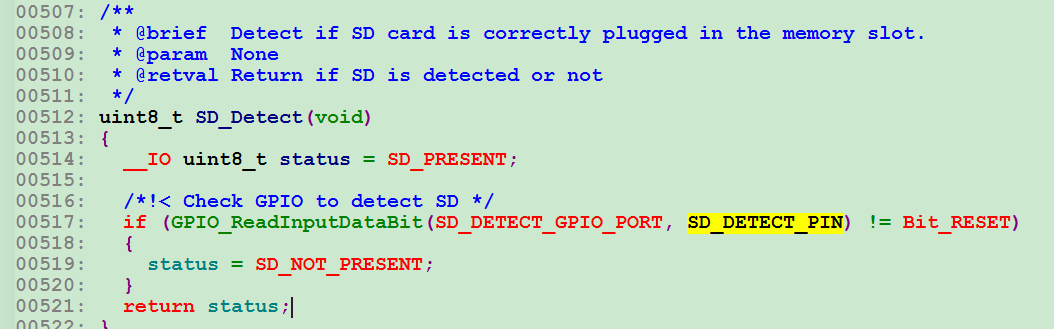 00507: /**
00508:  * @brief  Detect if SD card is correctly plugged in the memory slot.
00509:  * @param  None
00510:  * @retval Return if SD is detected or not
00511:  */
00512: uint8_t SD_Detect(void)
00513: {
00514:   __IO uint8_t status = SD_PRESENT;
00515:
00516:   /*!< Check GPIO to detect SD */
00517:   if (GPIO_ReadInputDataBit(SD_DETECT_GPIO_PORT, SD_DETECT_PIN) != Bit_RESET)
00518:   {
00519:     status = SD_NOT_PRESENT;
00520:   }
00521:   return status;
00522: }